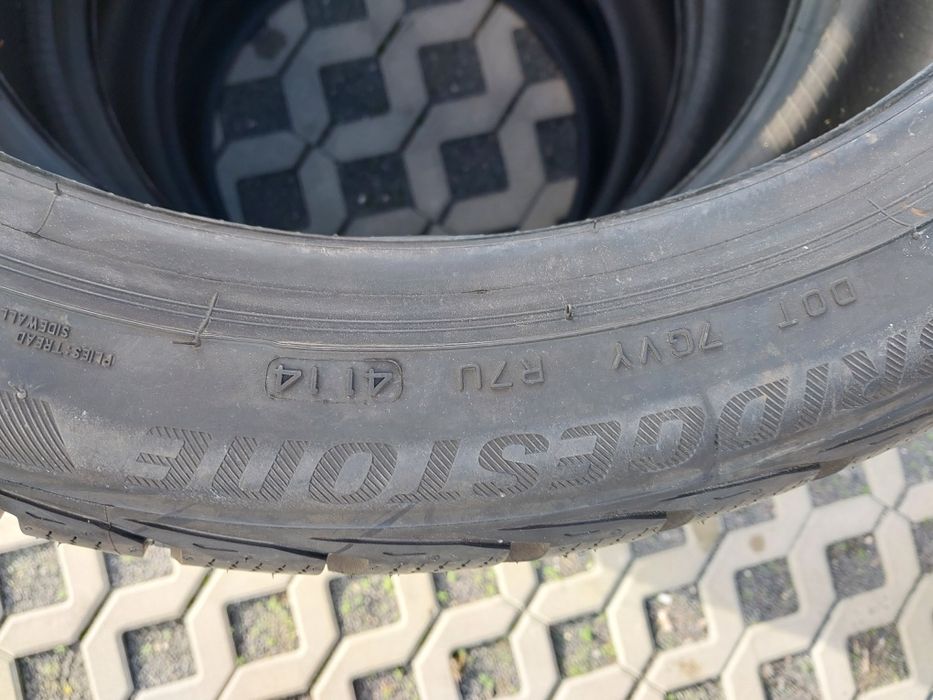 DOT 7GVY R7U 4114
BRIDGESTONE
PLIES: TREAD
SIDEWALL